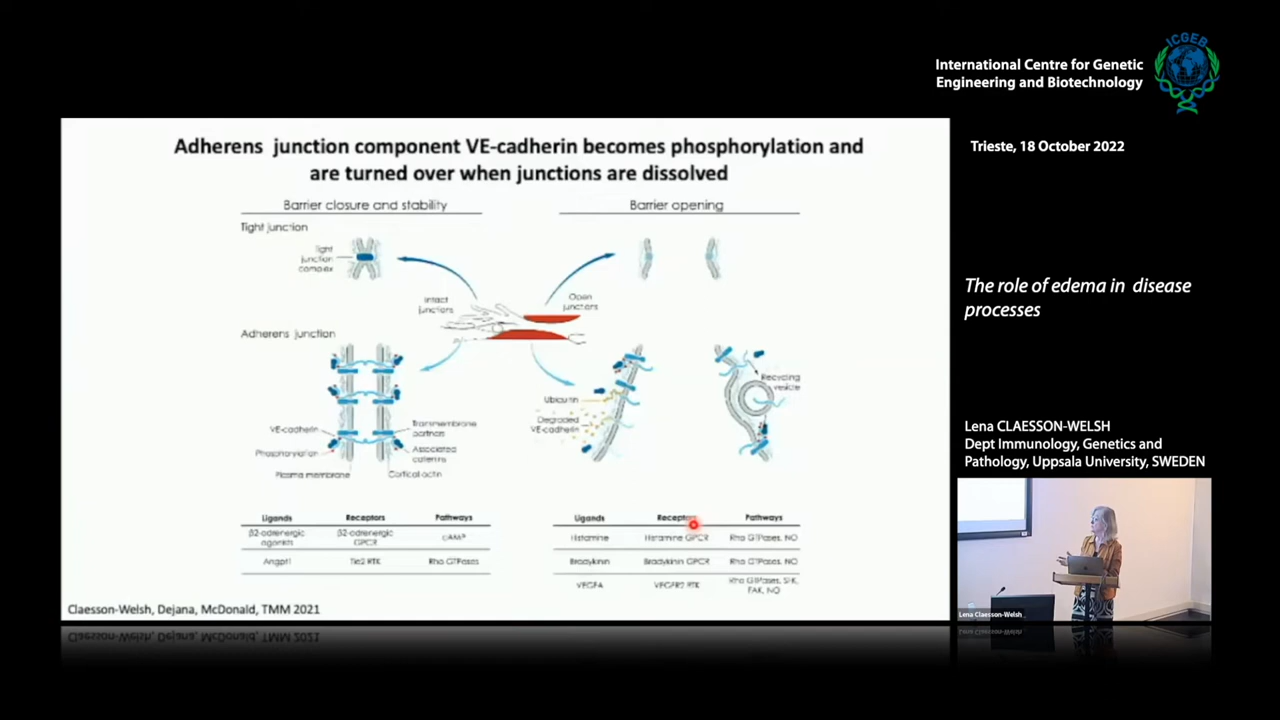 International Centre for Genetic
Engineering and Biotechnology
ICGEB
Trieste, 18 October 2022
The role of edema in disease
processes
Lena CLAESSON-WELSH
Dept Immunology, Genetics and
Pathology, Uppsala University, SWEDEN
Lena Claesson-Welsh
Adherens junction component VE-cadherin becomes phosphorylation and
are turned over when junctions are dissolved
Barrier closure and stability
Barrier opening
Tight junction
Tight
junction
complex
Intact
junctions
Open
junctions
Adherens junction
VE-cadherin
Phosphorylation
Plasma membrane
Transmembrane
partners
Associated
catenins
Cortical actin
Ubiquitin
Degraded
VE-cadherin
Recycling
vesicle
Ligands Receptors Pathways
β2-adrenergic
agonists
β2-adrenergic
GPCR
cAMP
Angpt1 Tie2 RTK Rho GTPases
Ligands Receptors Pathways
Histamine Histamine GPCR Rho GTPases, NO
Bradykinin Bradykinin GPCR Rho GTPases, NO
VEGFA VEGFR2 RTK
Rho GTPases, SFK,
FAK, NO
Claesson-Welsh, Dejana, McDonald, TMM 2021